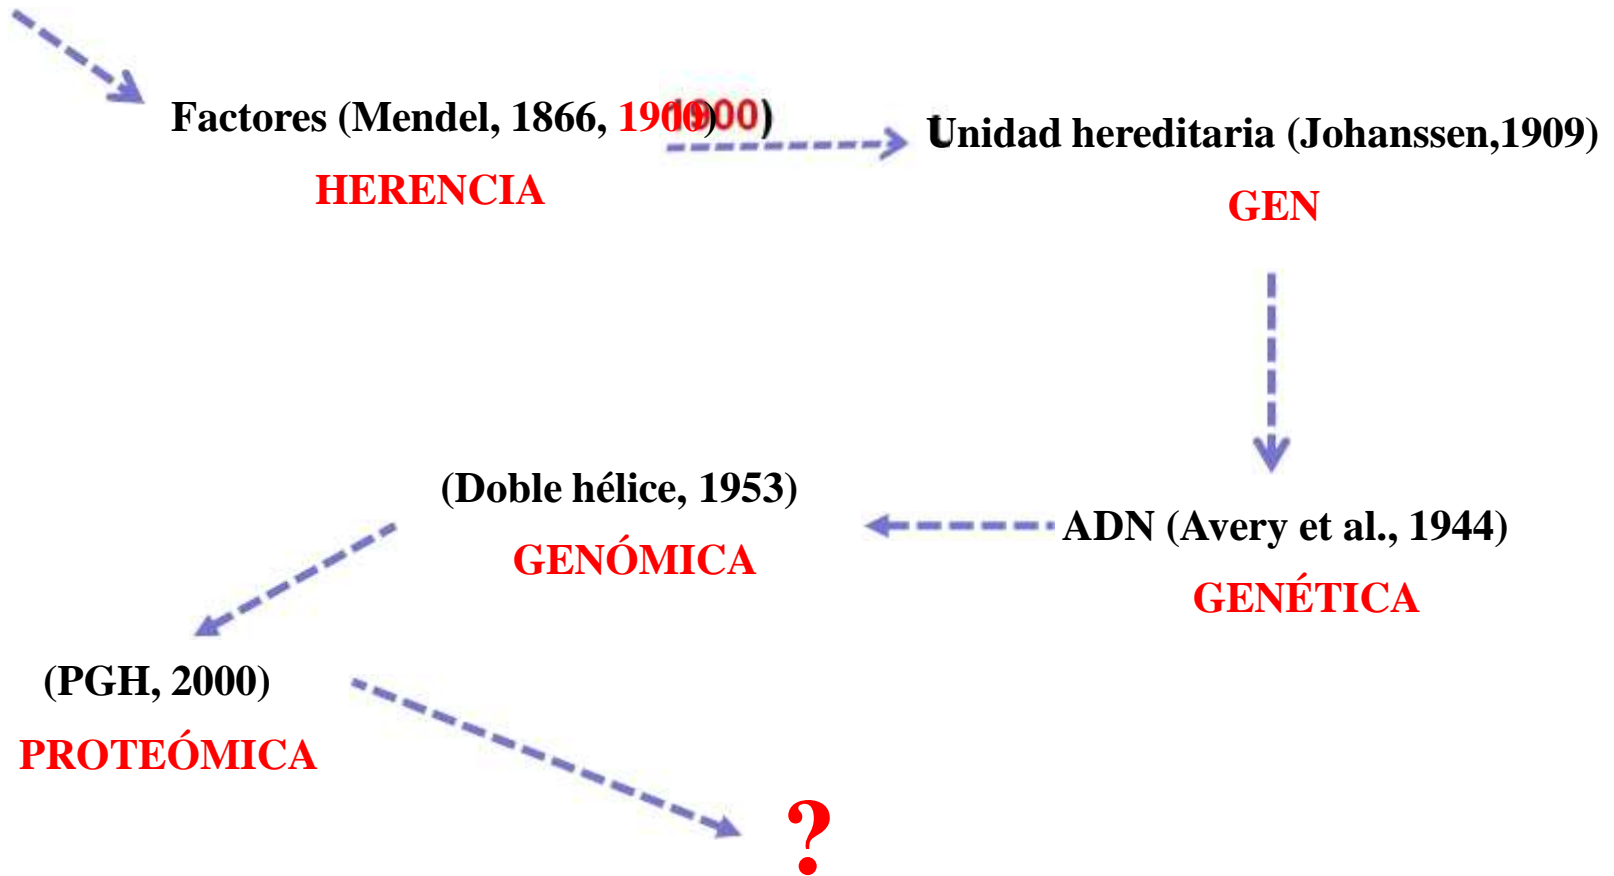 Factores (Mendel, 1866, 1900)
HERENCIA
Unidad hereditaria (Johanssen,1909)
GEN
ADN (Avery et al., 1944)
GENÉTICA
(Doble hélice, 1953)
GENÓMICA
(PGH, 2000)
PROTEÓMICA
?